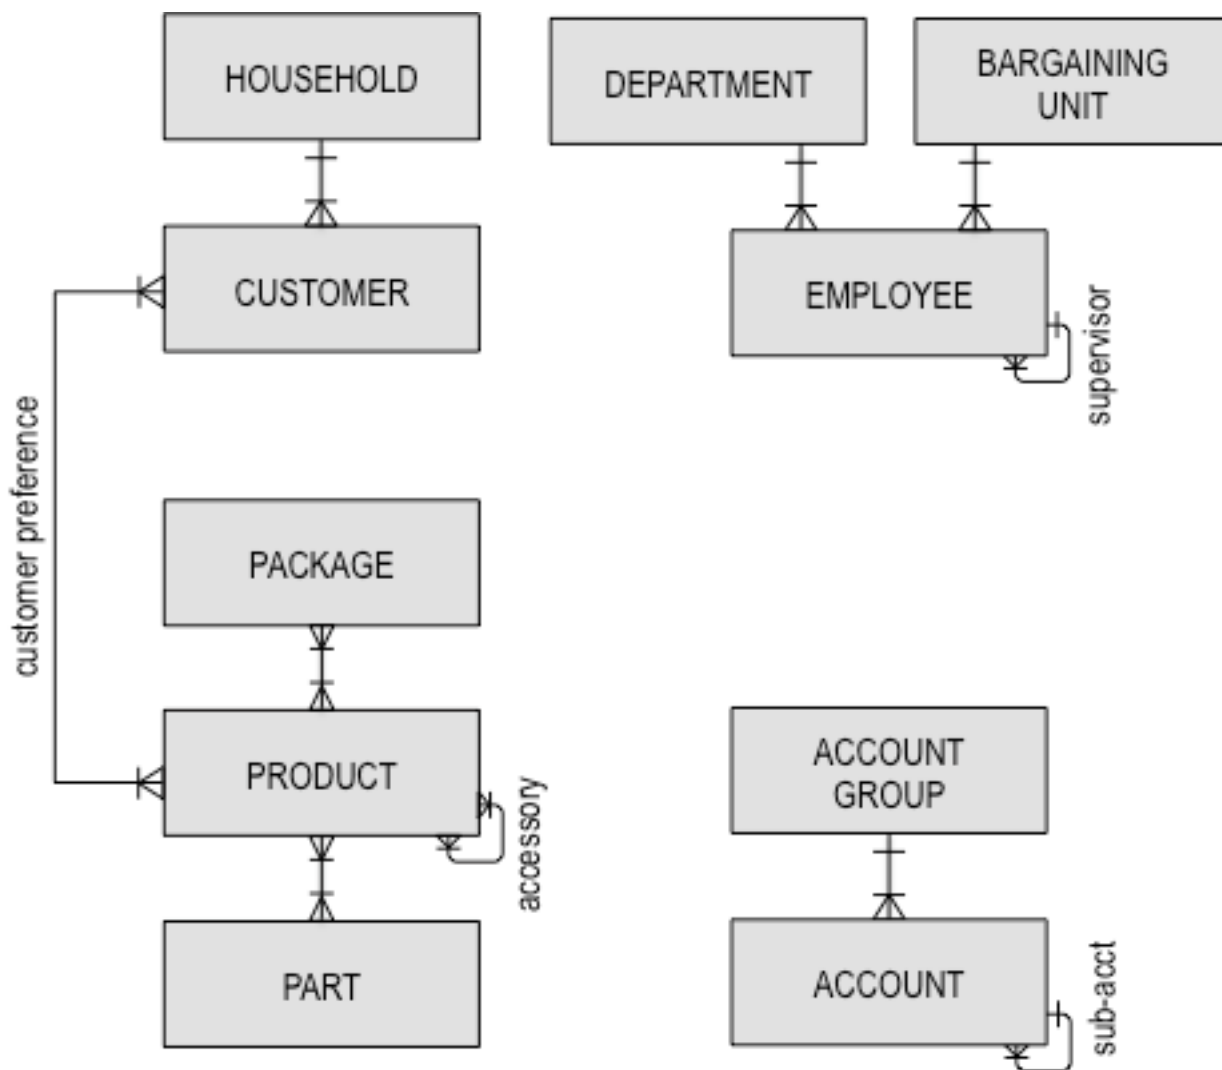 HOUSEHOLD
DEPARTMENT
BARGAINING
UNIT
CUSTOMER
EMPLOYEE
supervisor
customer preference
PACKAGE
PRODUCT
accessory
ACCOUNT
GROUP
PART
ACCOUNT
sub-acct